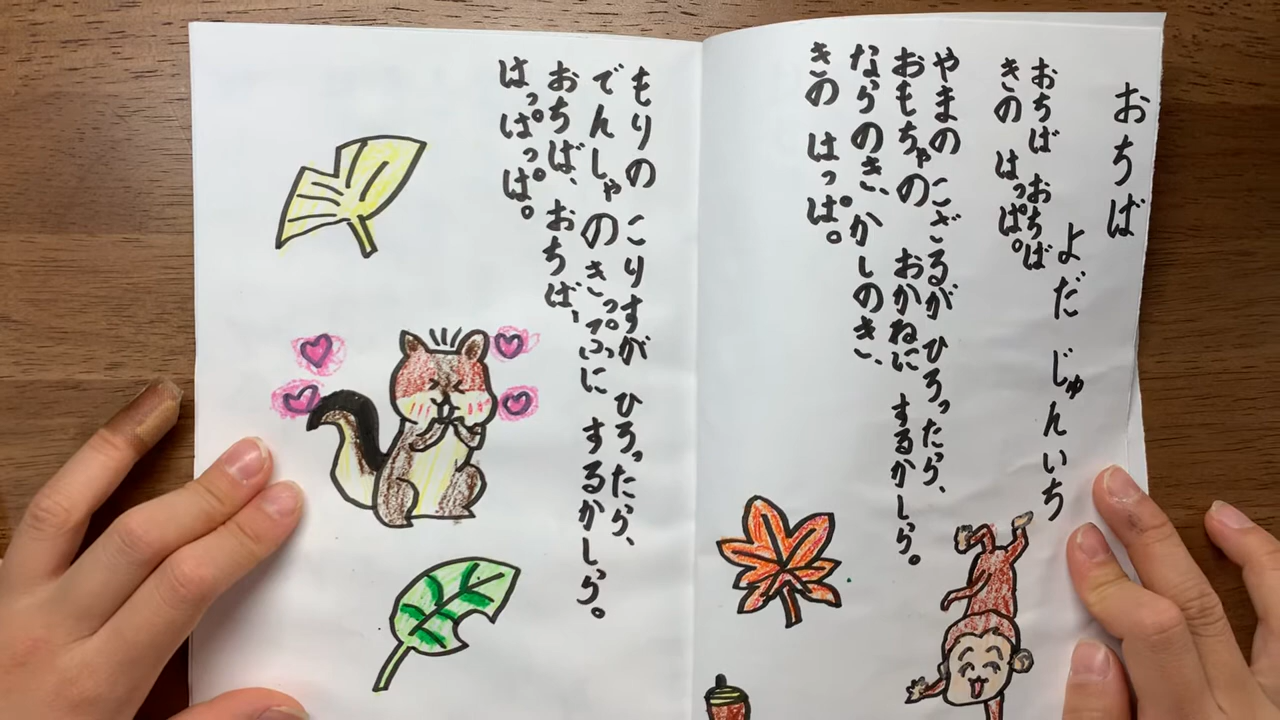 おちば
よだ じゅんいち
おちば おちば
きの はっぱ。
やまの こざるが ひろったら、
おもちゃの おかねに するかしら。
ならのき、かしのき、
きの はっぱ。
もりの こりすが ひろったら、
でんしゃの きっぷに するかしら。
おちば、おちば、
はっぱ はっぱ。